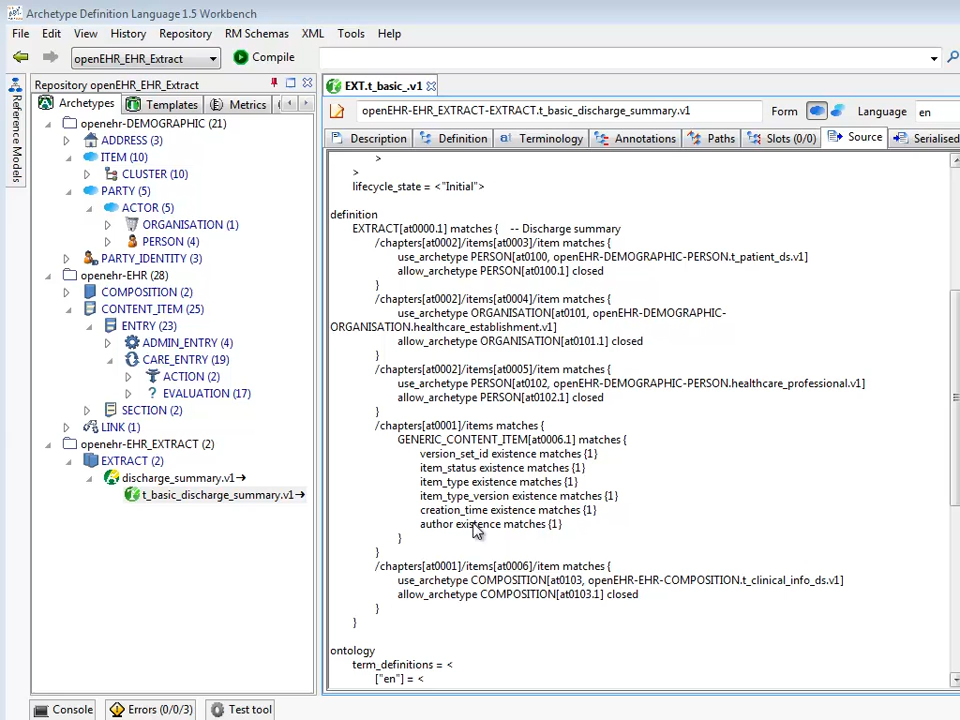 Archetype Definition Language 1.5 Workbench
File Edit View History Repository RM Schemas XML Tools Help
openEHR_EHR_Extract Compile
Repository openEHR_EHR_Extract
Archetypes Templates Metrics
Reference Models
openehr-DEMOGRAPHIC (21)
ADDRESS (3)
ITEM (10)
CLUSTER (10)
PARTY (5)
ACTOR (5)
ORGANISATION (1)
PERSON (4)
PARTY_IDENTITY (3)
openehr-EHR (28)
COMPOSITION (2)
CONTENT_ITEM (25)
ENTRY (23)
ADMIN_ENTRY (4)
CARE_ENTRY (19)
ACTION (2)
EVALUATION (17)
SECTION (2)
LINK (1)
openehr-EHR_EXTRACT (2)
EXTRACT (2)
discharge_summary.v1➔
t_basic_discharge_summary.v1➔
EXT.t_basic_.v1
openEHR-EHR_EXTRACT-EXTRACT.t_basic_discharge_summary.v1 Form Language en
Description Definition Terminology Annotations Paths Slots (0/0) Source Serialised
>
>
lifecycle_state = <"Initial">
definition
EXTRACT[at0000.1] matches { -- Discharge summary
/chapters[at0002]/items[at0003]/item matches {
use_archetype PERSON[at0100, openEHR-DEMOGRAPHIC-PERSON.t_patient_ds.v1]
allow_archetype PERSON[at0100.1] closed
}
/chapters[at0002]/items[at0004]/item matches {
use_archetype ORGANISATION[at0101, openEHR-DEMOGRAPHIC-
ORGANISATION.healthcare_establishment.v1]
allow_archetype ORGANISATION[at0101.1] closed
}
/chapters[at0002]/items[at0005]/item matches {
use_archetype PERSON[at0102, openEHR-DEMOGRAPHIC-PERSON.healthcare_professional.v1]
allow_archetype PERSON[at0102.1] closed
}
/chapters[at0001]/items matches {
GENERIC_CONTENT_ITEM[at0006.1] matches {
version_set_id existence matches {1}
item_status existence matches {1}
item_type existence matches {1}
item_type_version existence matches {1}
creation_time existence matches {1}
author existence matches {1}
}
}
/chapters[at0001]/items[at0006]/item matches {
use_archetype COMPOSITION[at0103, openEHR-EHR-COMPOSITION.t_clinical_info_ds.v1]
allow_archetype COMPOSITION[at0103.1] closed
}
}
ontology
term_definitions = <
["en"] = <
Console Errors (0/0/3) Test tool